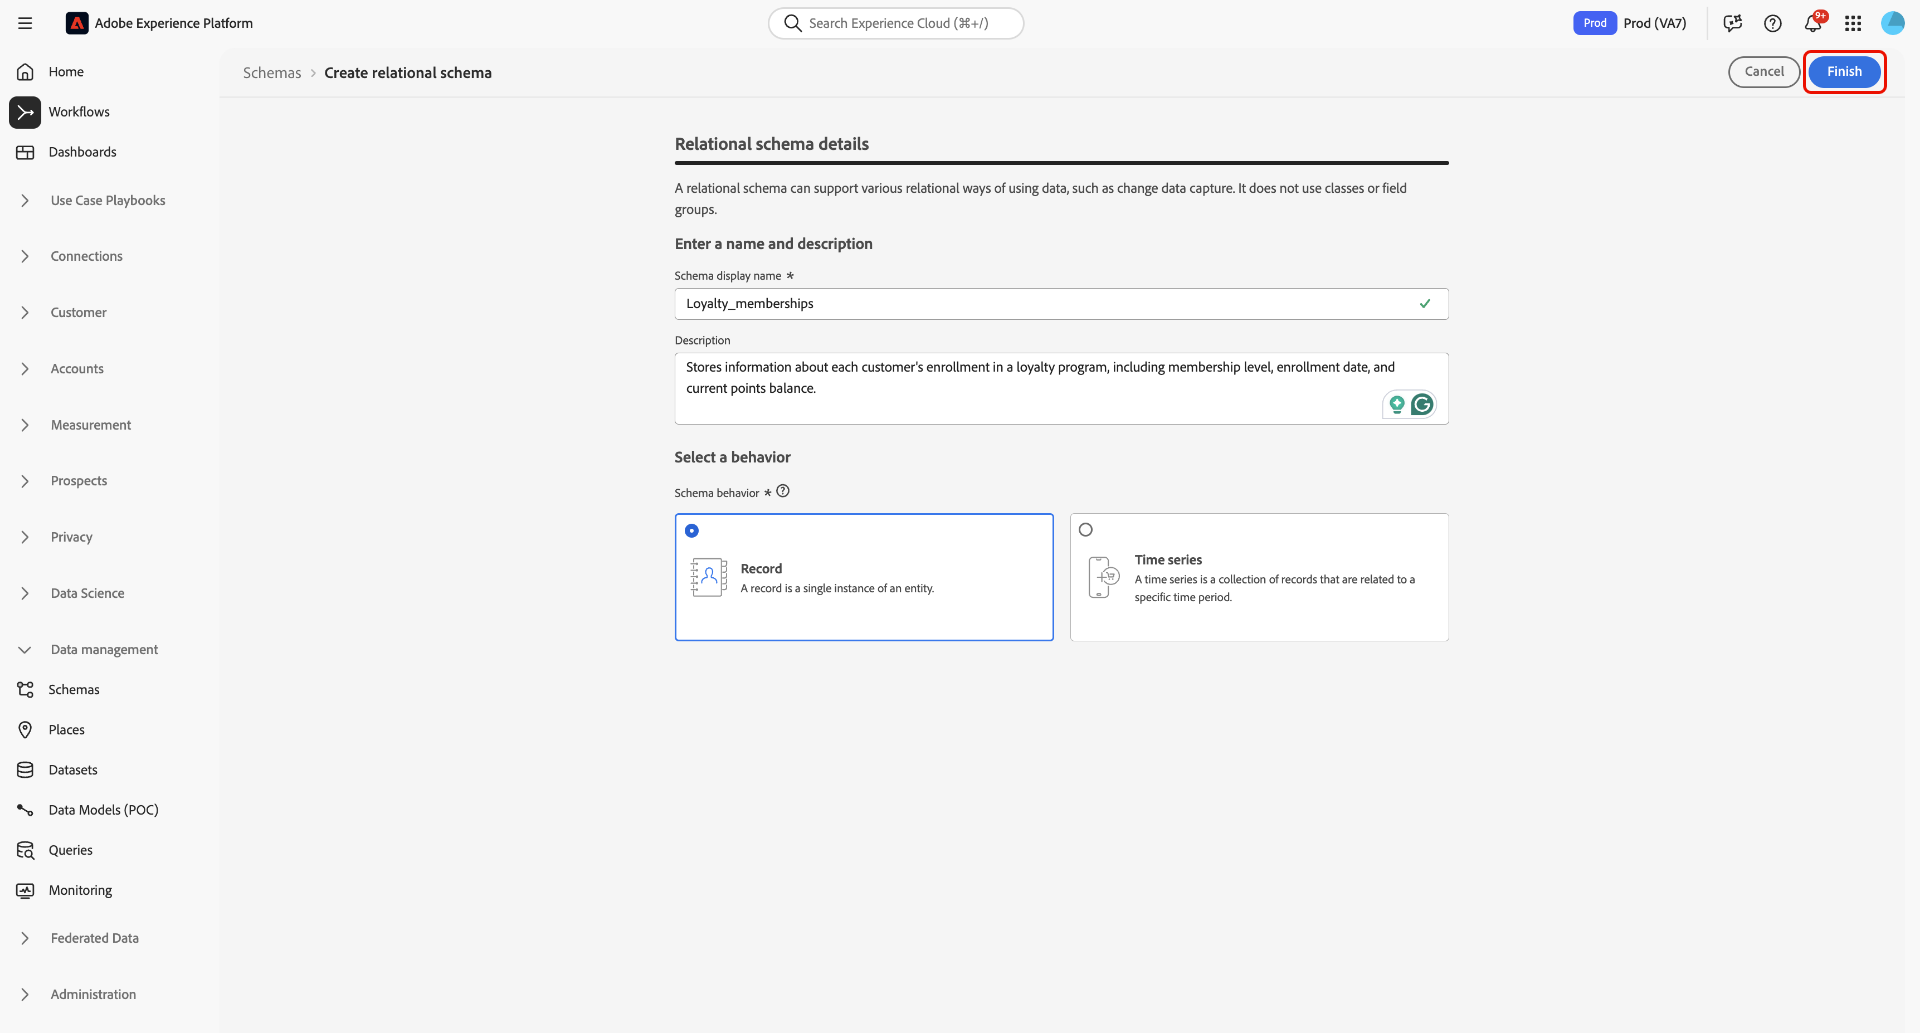 Adobe Experience Platform
Search Experience Cloud (⌘+/)
Prod
Prod (VA7)
9+
Home
Workflows
Dashboards
Use Case Playbooks
Connections
Customer
Accounts
Measurement
Prospects
Privacy
Data Science
Data management
Schemas
Places
Datasets
Data Models (POC)
Queries
Monitoring
Federated Data
Administration
Schemas > Create relational schema
Cancel
Finish
Relational schema details
A relational schema can support various relational ways of using data, such as change data capture. It does not use classes or field
groups.
Enter a name and description
Schema display name *
Loyalty_memberships
Description
Stores information about each customer's enrollment in a loyalty program, including membership level, enrollment date, and
current points balance.
Select a behavior
Schema behavior *
Record
A record is a single instance of an entity.
Time series
A time series is a collection of records that are related to a
specific time period.